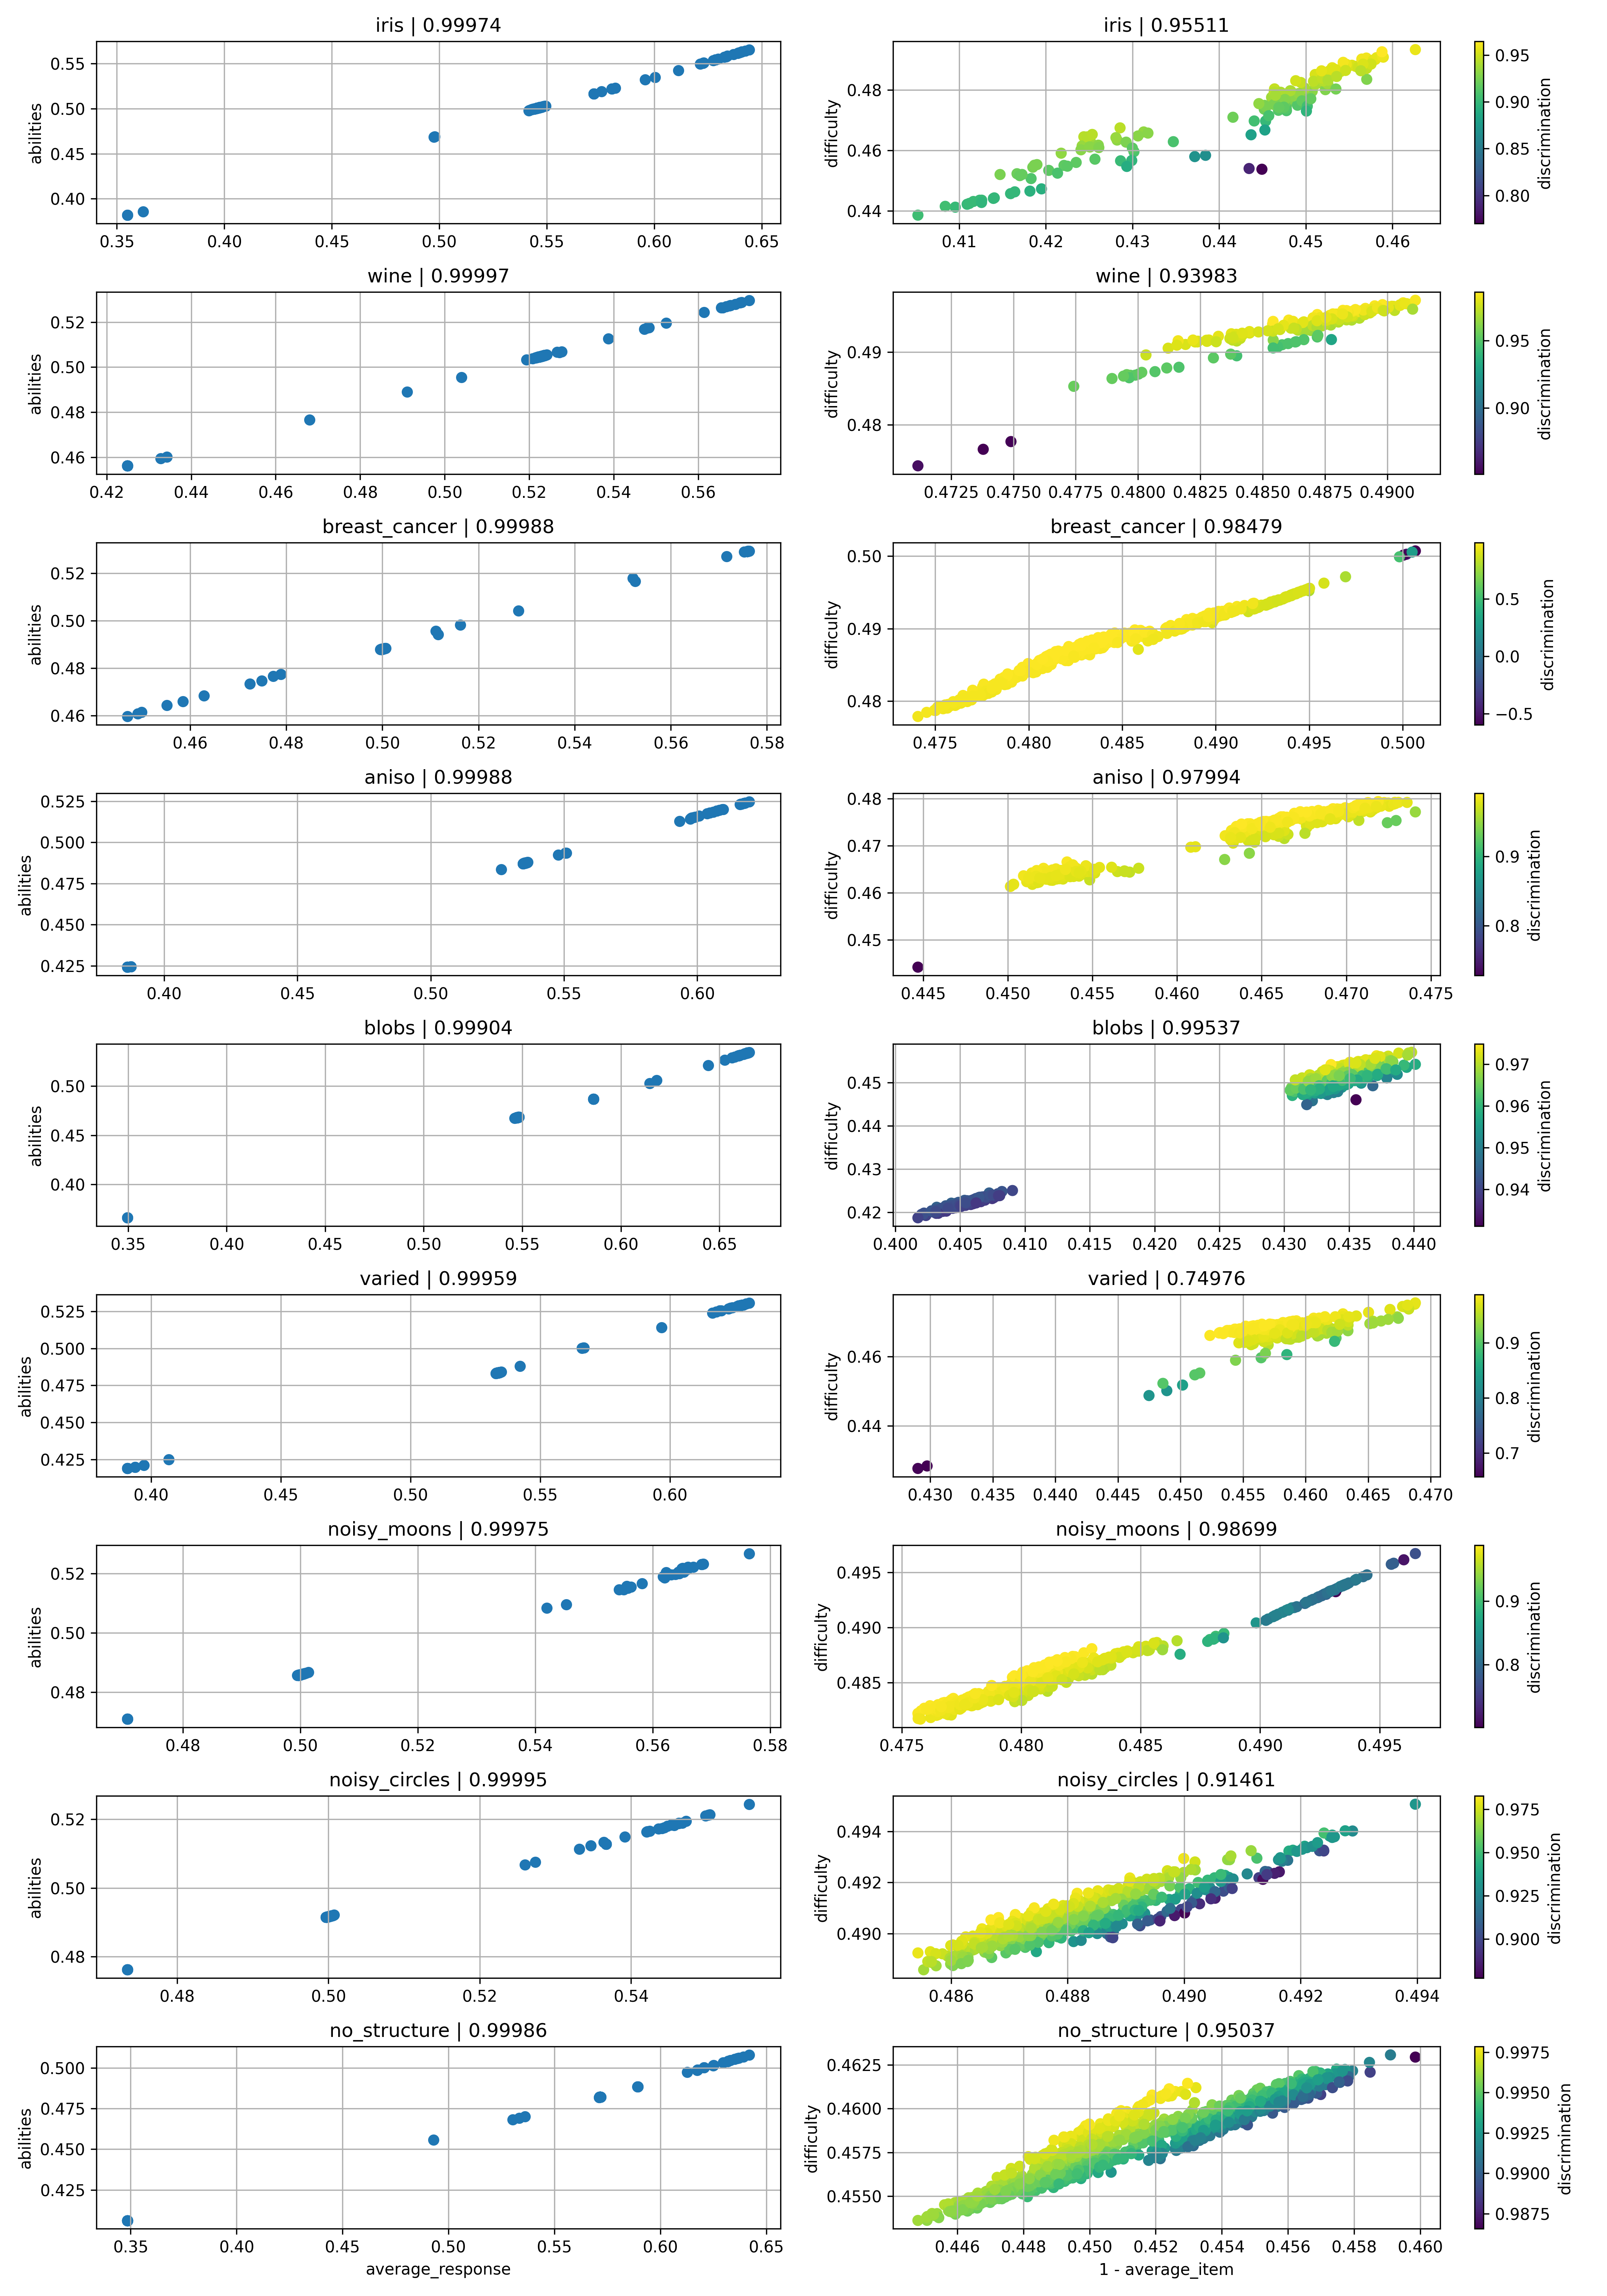 iris | 0.99974
abilities
0.55
0.50
0.45
0.40
0.35 0.40 0.45 0.50 0.55 0.60 0.65
iris | 0.95511
difficulty
0.48
0.46
0.44
0.41 0.42 0.43 0.44 0.45 0.46
0.95
0.90
0.85
0.80
discrimination
wine | 0.99997
abilities
0.52
0.50
0.48
0.46
0.42 0.44 0.46 0.48 0.50 0.52 0.54 0.56
wine | 0.93983
difficulty
0.49
0.48
0.4725 0.4750 0.4775 0.4800 0.4825 0.4850 0.4875 0.4900
0.95
0.90
discrimination
breast_cancer | 0.99988
abilities
0.52
0.50
0.48
0.46
0.46 0.48 0.50 0.52 0.54 0.56 0.58
breast_cancer | 0.98479
difficulty
0.50
0.49
0.48
0.475 0.480 0.485 0.490 0.495 0.500
0.5
0.0
−0.5
discrimination
aniso | 0.99988
abilities
0.525
0.500
0.475
0.450
0.425
0.40 0.45 0.50 0.55 0.60
aniso | 0.97994
difficulty
0.48
0.47
0.46
0.45
0.445 0.450 0.455 0.460 0.465 0.470 0.475
0.9
0.8
discrimination
blobs | 0.99904
abilities
0.50
0.45
0.40
0.35 0.40 0.45 0.50 0.55 0.60 0.65
blobs | 0.99537
difficulty
0.45
0.44
0.43
0.42
0.400 0.405 0.410 0.415 0.420 0.425 0.430 0.435 0.440
0.97
0.96
0.95
0.94
discrimination
varied | 0.99959
abilities
0.525
0.500
0.475
0.450
0.425
0.40 0.45 0.50 0.55 0.60
varied | 0.74976
difficulty
0.46
0.44
0.430 0.435 0.440 0.445 0.450 0.455 0.460 0.465 0.470
0.9
0.8
0.7
discrimination
noisy_moons | 0.99975
abilities
0.52
0.50
0.48
0.48 0.50 0.52 0.54 0.56 0.58
noisy_moons | 0.98699
difficulty
0.495
0.490
0.485
0.475 0.480 0.485 0.490 0.495
0.9
0.8
discrimination
noisy_circles | 0.99995
abilities
0.52
0.50
0.48
0.48 0.50 0.52 0.54
noisy_circles | 0.91461
difficulty
0.494
0.492
0.490
0.486 0.488 0.490 0.492 0.494
0.975
0.950
0.925
0.900
discrimination
no_structure | 0.99986
abilities
0.500
0.475
0.450
0.425
0.35 0.40 0.45 0.50 0.55 0.60 0.65
average_response
no_structure | 0.95037
difficulty
0.4625
0.4600
0.4575
0.4550
0.446 0.448 0.450 0.452 0.454 0.456 0.458 0.460
1 - average_item
0.9975
0.9950
0.9925
0.9900
0.9875
discrimination